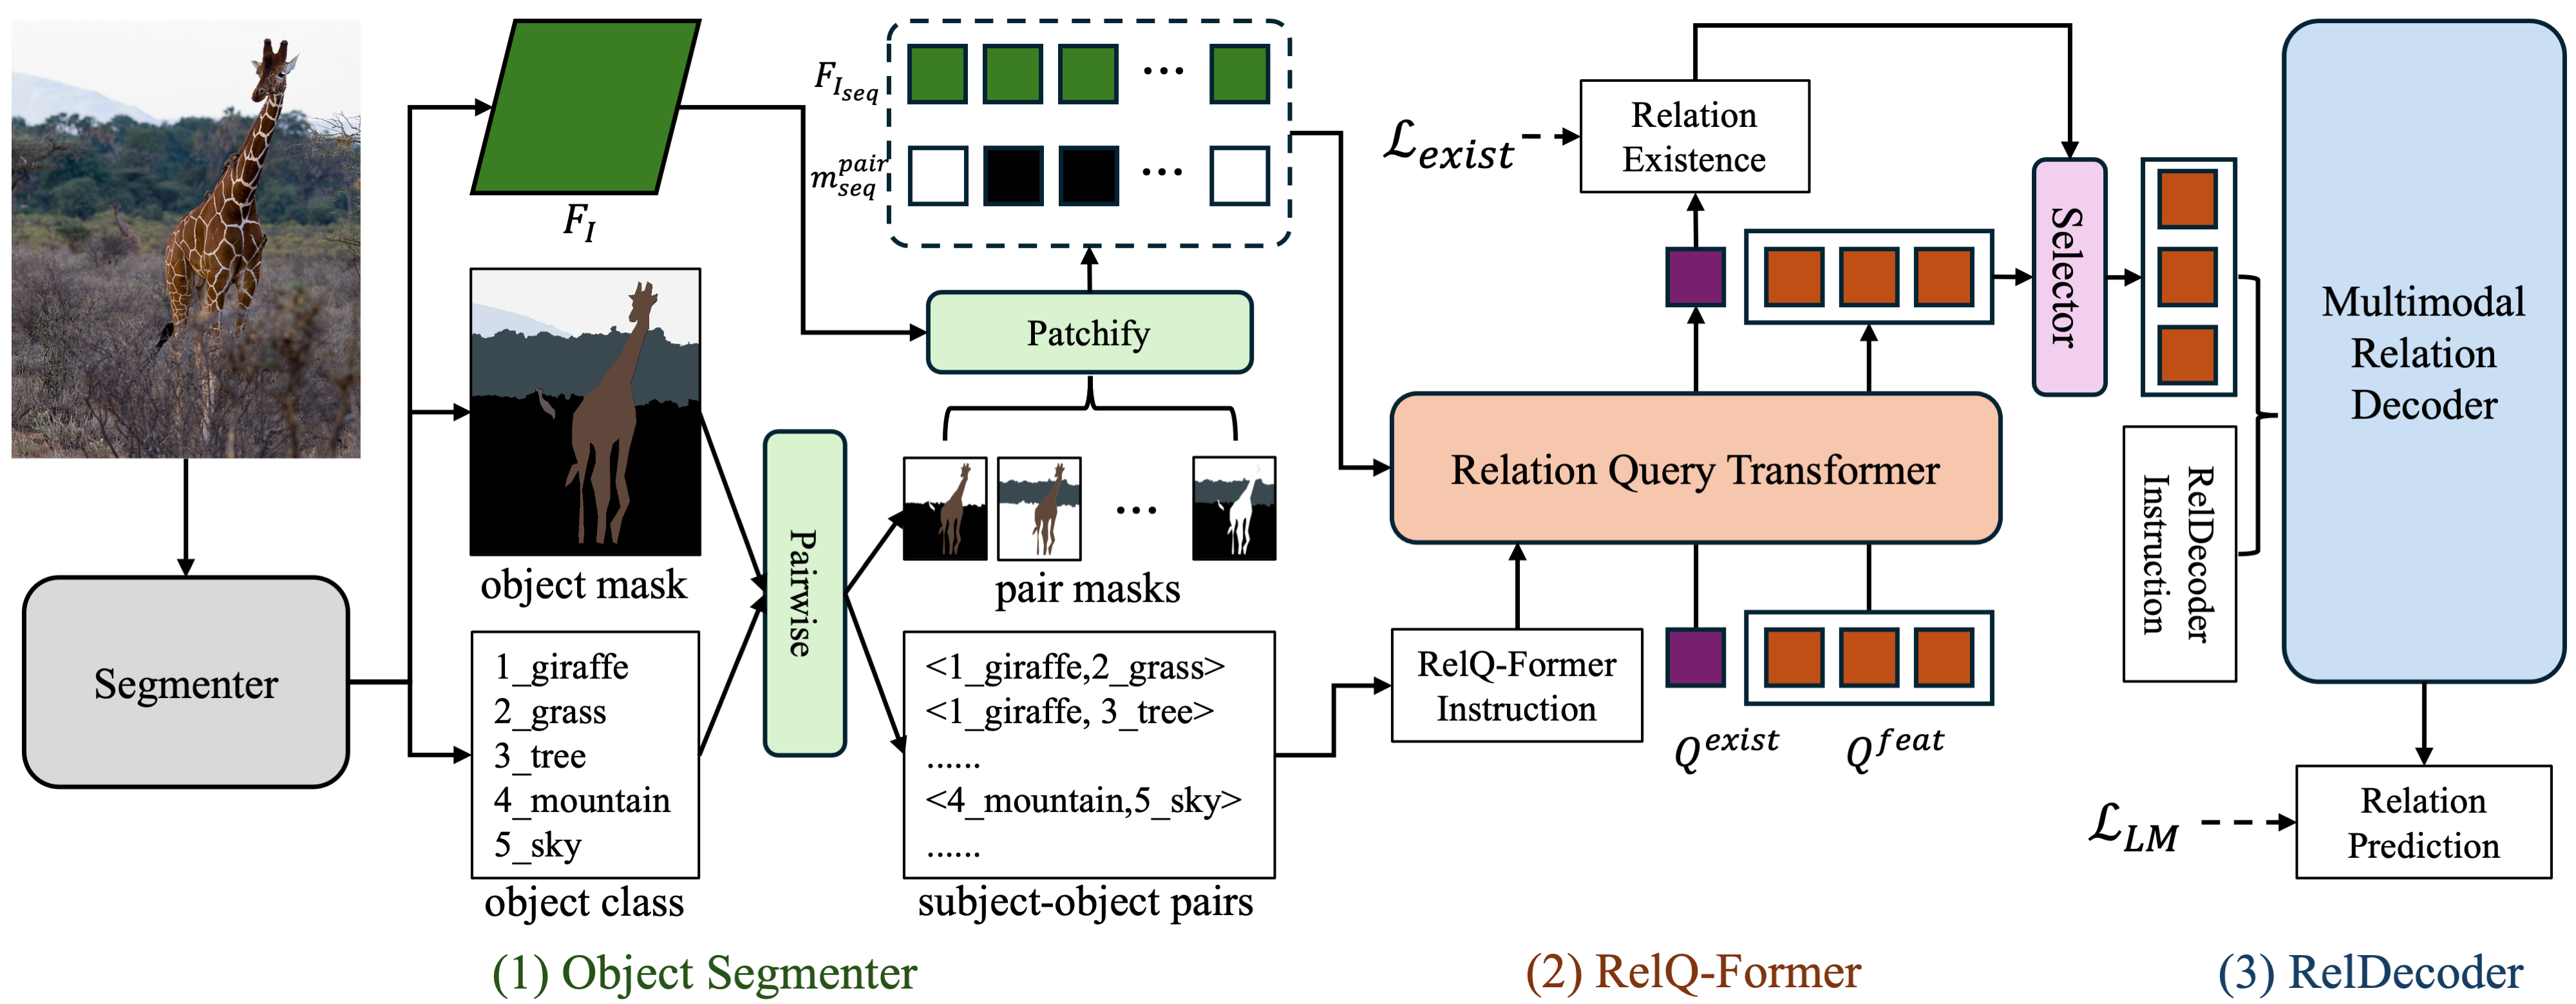 F_I
F_{I_{seq}}
m_{seq}^{pair}
Patchify
object mask
Segmenter
1_giraffe
2_grass
3_tree
4_mountain
5_sky
object class
Pairwise
...
...
...
pair masks
<1_giraffe,2_grass>
<1_giraffe, 3_tree>
......
<4_mountain,5_sky>
......
subject-object pairs
(1) Object Segmenter
ℒ_{exist}
Relation
Existence
Selector
Relation Query Transformer
RelQ-Former
Instruction
Q^{exist}
Q^{feat}
(2) RelQ-Former
RelDecoder
Instruction
Multimodal
Relation
Decoder
ℒ_{LM}
Relation
Prediction
(3) RelDecoder